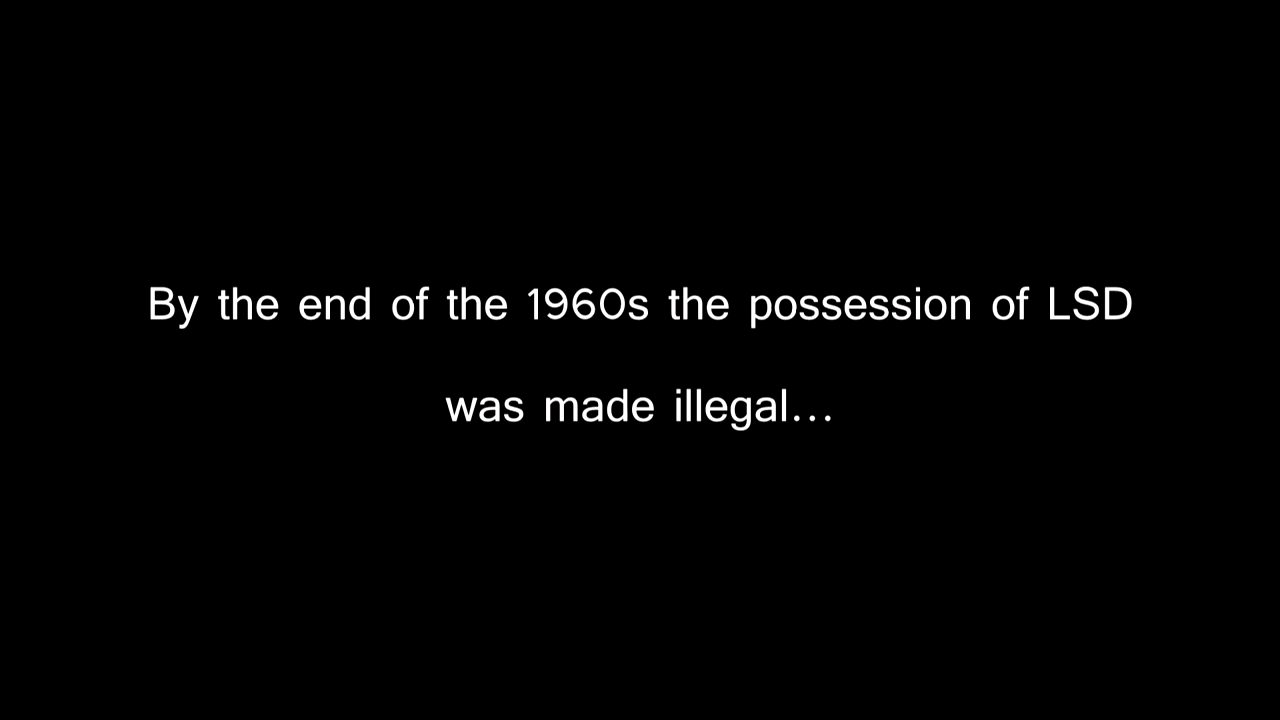 By the end of the 1960s the possession of LSD
was made illegal...